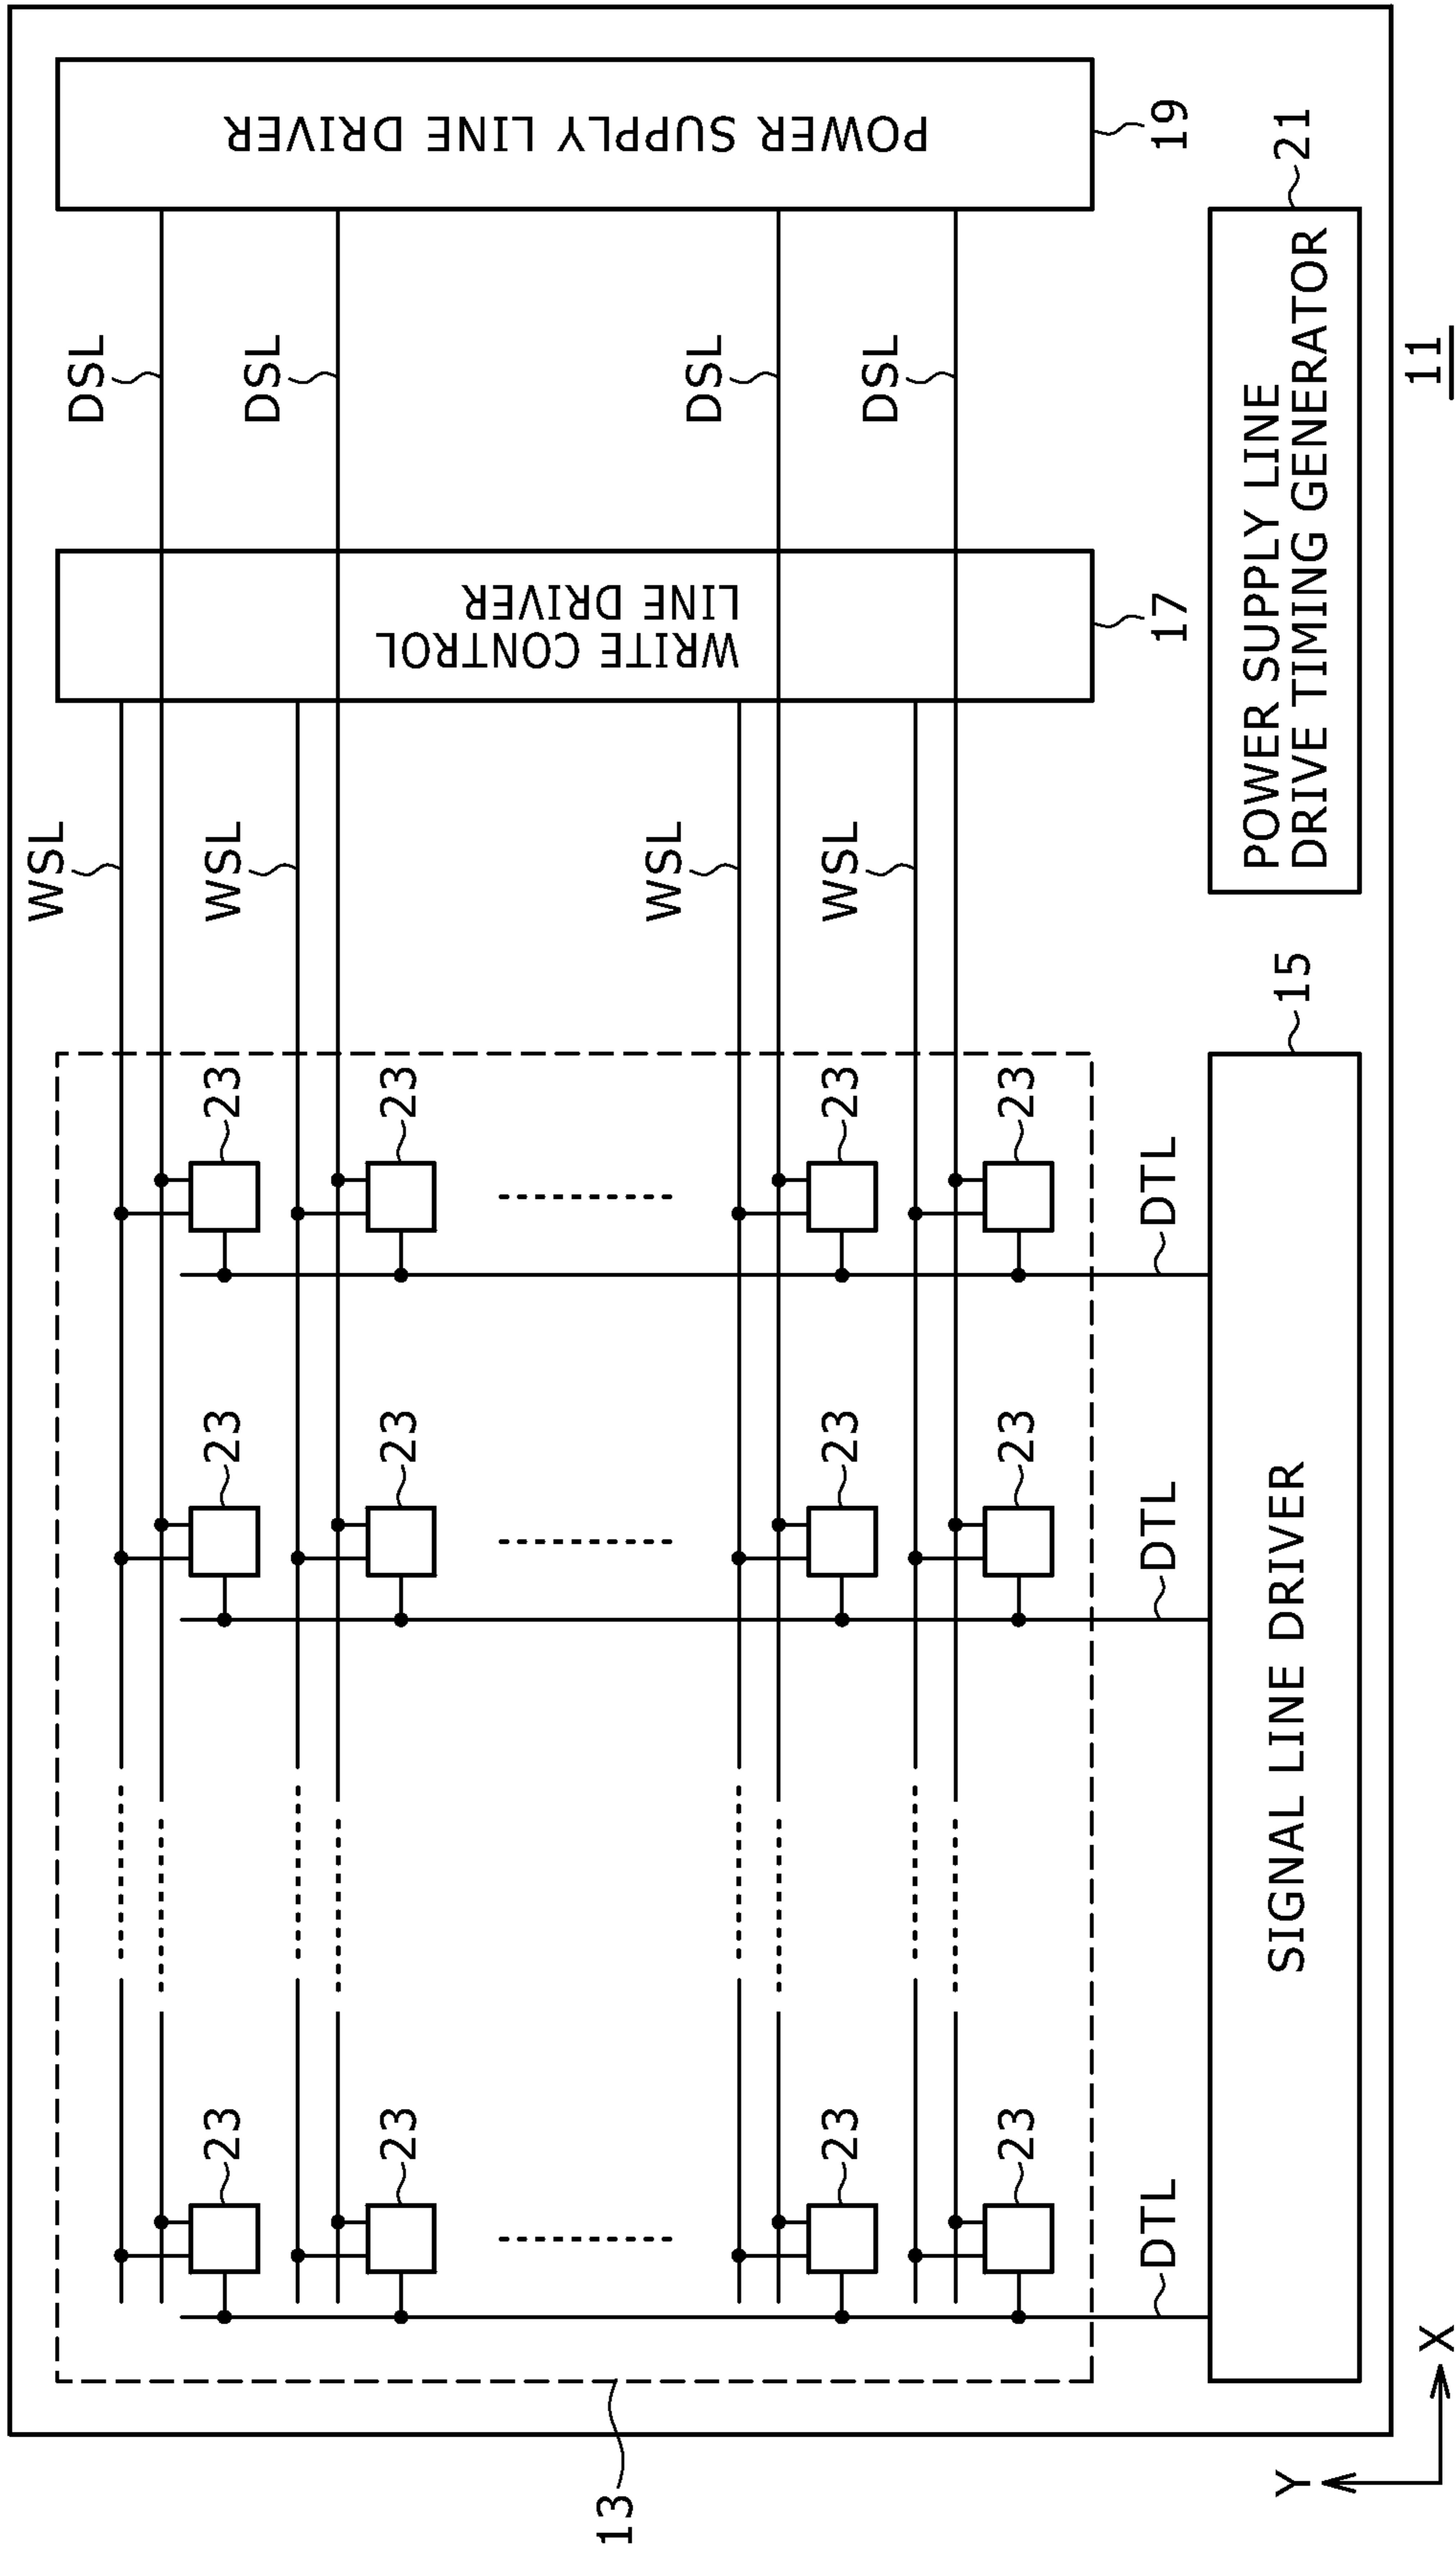 WSL
DSL
23
23
23
WSL
DSL
23
23
23
13
WRITE CONTROL
LINE DRIVER
POWER SUPPLY LINE DRIVER
WSL
DSL
23
23
23
WSL
DSL
23
23
23
DTL
DTL
DTL
17
19
SIGNAL LINE DRIVER
15
POWER SUPPLY LINE
DRIVE TIMING GENERATOR
21
Y
X
11